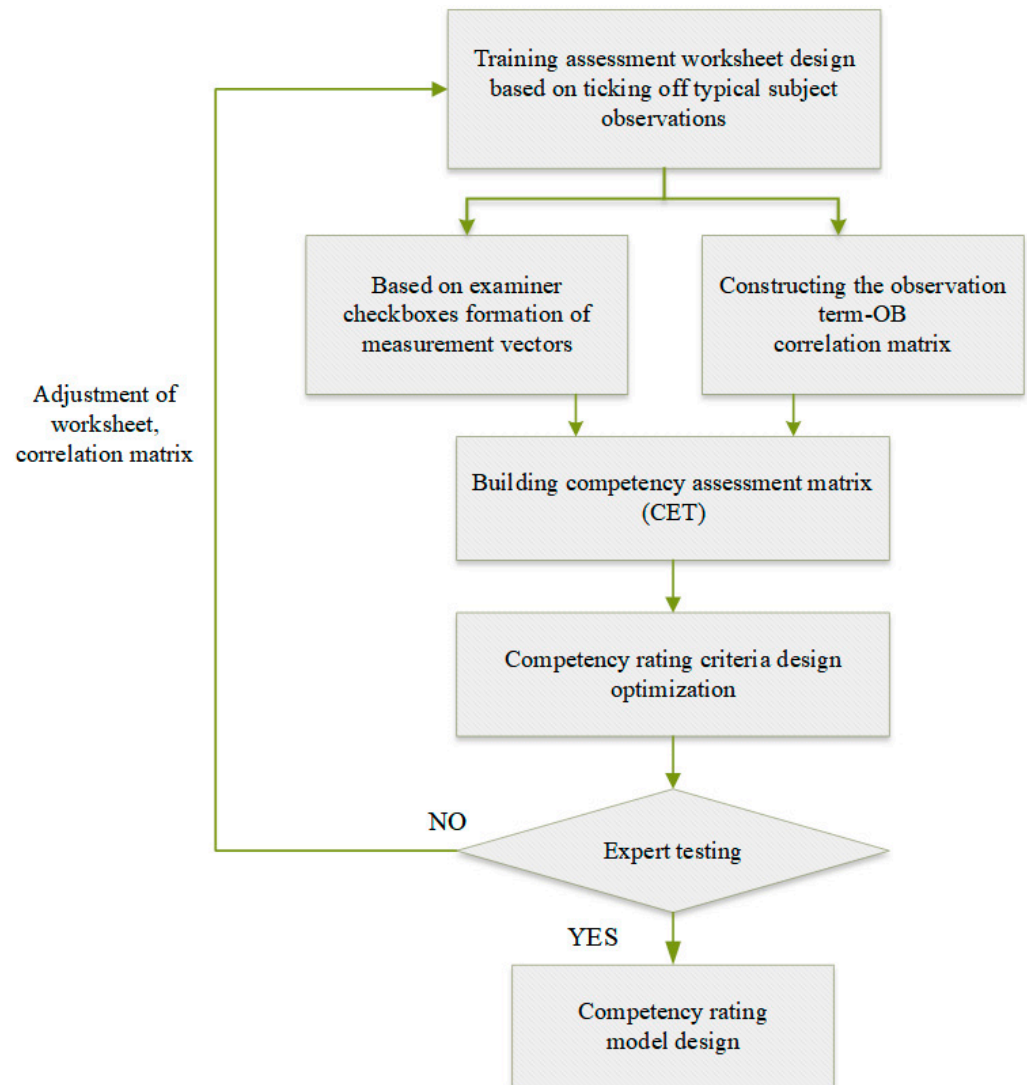 Training assessment worksheet design
based on ticking off typical subject
observations
Based on examiner
checkboxes formation of
measurement vectors
Constructing the observation
term-OB
correlation matrix
Adjustment of
worksheet,
correlation matrix
Building competency assessment matrix
(CET)
Competency rating criteria design
optimization
NO
Expert testing
YES
Competency rating
model design